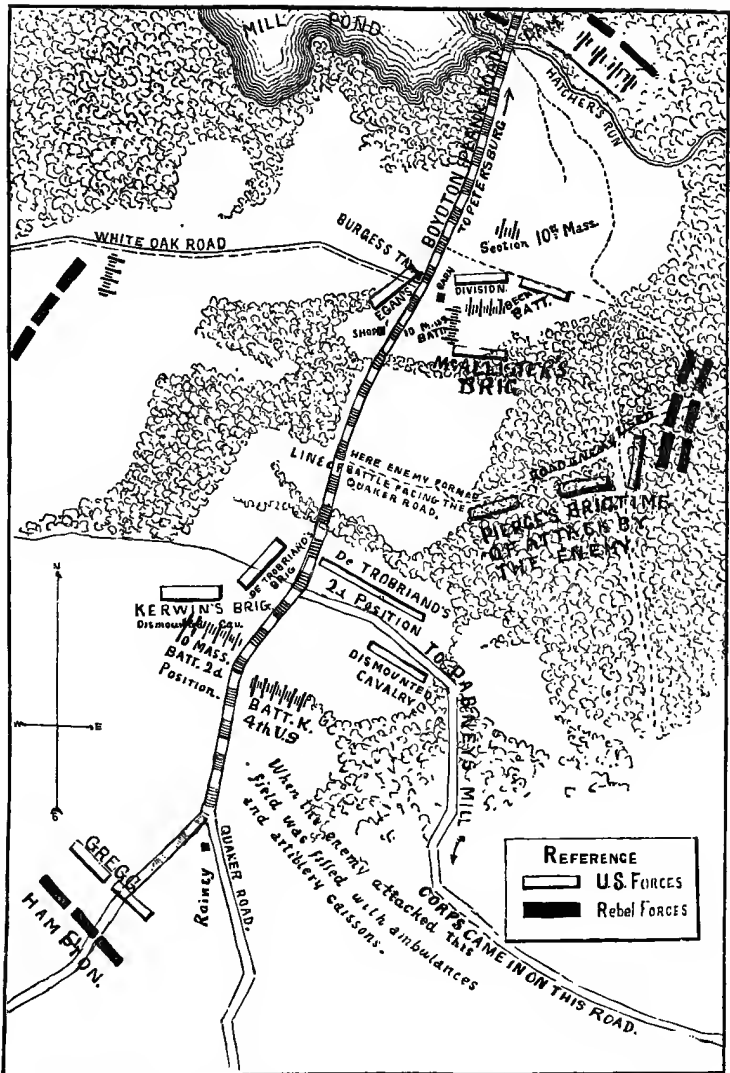 MILL POND
DAM
HATCHER'S RUN
BOYDTON PLANK ROAD
TO PETERSBURG
WHITE OAK ROAD
BURGESS TAV
Section 10th Mass.
EGAN'S
BARN
DIVISION.
BECK'S
BATT.
SHOP
10 M.
BATT.
McALLISTER'S
BRIG
ROAD ENEMY USED
HERE ENEMY FORMED
LINE OF BATTLE FACING THE
QUAKER ROAD.
PIERCE'S BRIG TIME
OF ATTACK BY
THE ENEMY
DE TROBRIAND'S
BRIG
De TROBRIAND'S
2d POSITION
KERWIN'S BRIG
Dismounted Cav.
10 MASS.
BATT. 2d
Position.
DISMOUNTED
CAVALRY
TO DABNEYS MILL
BATT. K.
4th U.S
N
W
E
S
When the enemy attacked this
field was filled with ambulances
and artillery caissons.
GREGG
HAMPTON.
Rainey
QUAKER ROAD.
CORPS CAME IN ON THIS ROAD.
REFERENCE
U.S. FORCES
Rebel FORCES